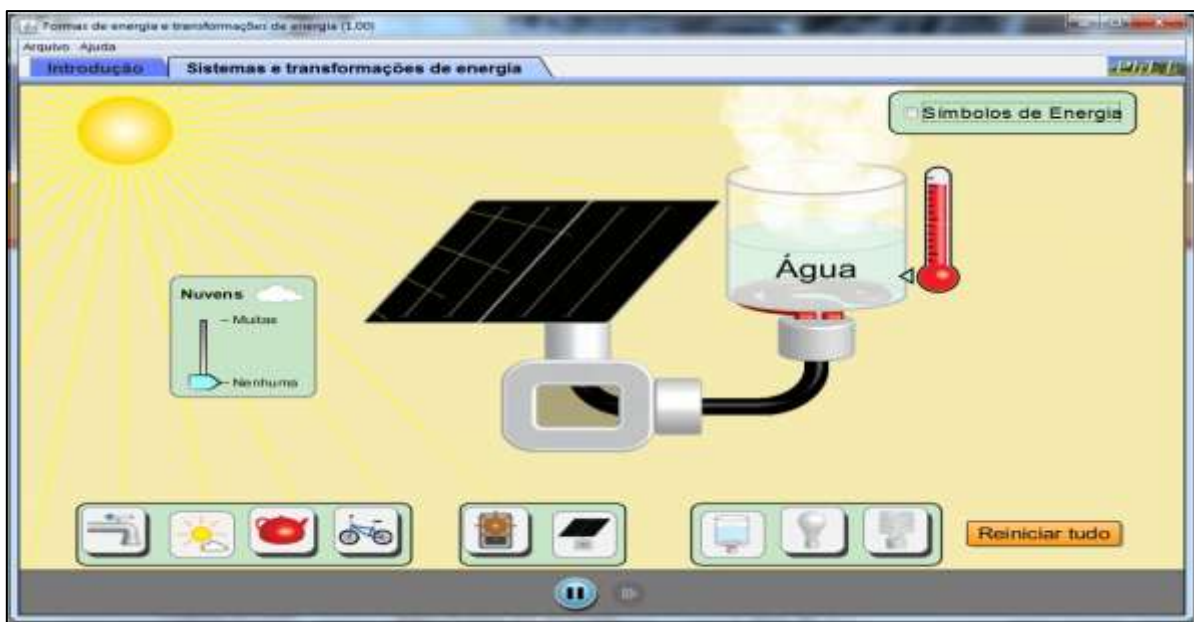 Formas de energia e transformações de energia (1.00)
Arquivo Ajuda
Introdução
Sistemas e transformações de energia
Símbolos de Energia
Água
Nuvens
Muitas
Nenhuma
Reiniciar tudo